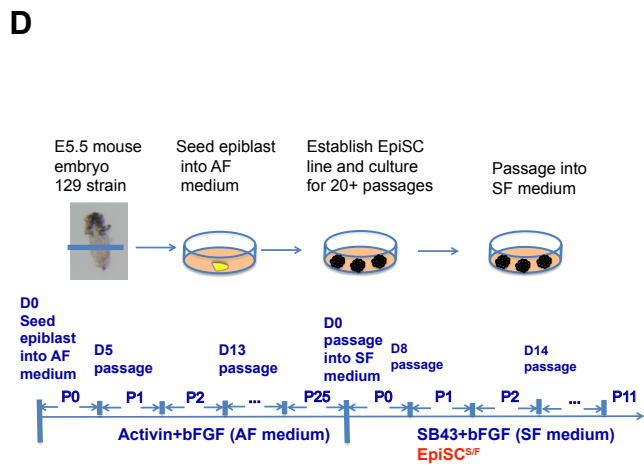 D
E5.5 mouse
embryo
129 strain
Seed epiblast
into AF
medium
Establish EpiSC
line and culture
for 20+ passages
Passage into
SF medium
D0
Seed
epiblast
into AF
medium
D5
passage
D13
passage
D0
passage
into SF
medium
D8
passage
D14
passage
P0 P1 P2 ... P25 P0 P1 P2 ... P11
Activin+bFGF (AF medium)
SB43+bFGF (SF medium)
EpiSCS/F